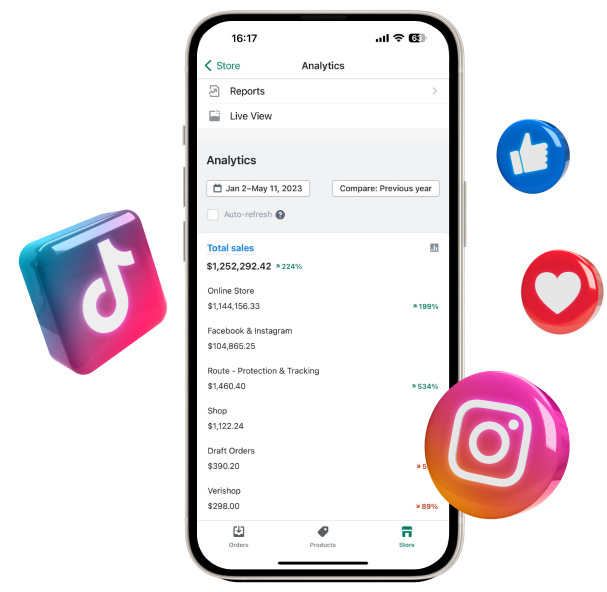 16:17
63
Store
Analytics
Reports
Live View
Analytics
Jan 2–May 11, 2023
Compare: Previous year
Auto-refresh ?
Total sales
$1,252,292.42 224%
Online Store
$1,144,156.33 199%
Facebook & Instagram
$104,865.25
Route - Protection & Tracking
$1,460.40 534%
Shop
$1,122.24
Draft Orders
$390.20
Verishop
$298.00 89%
Orders Products Store